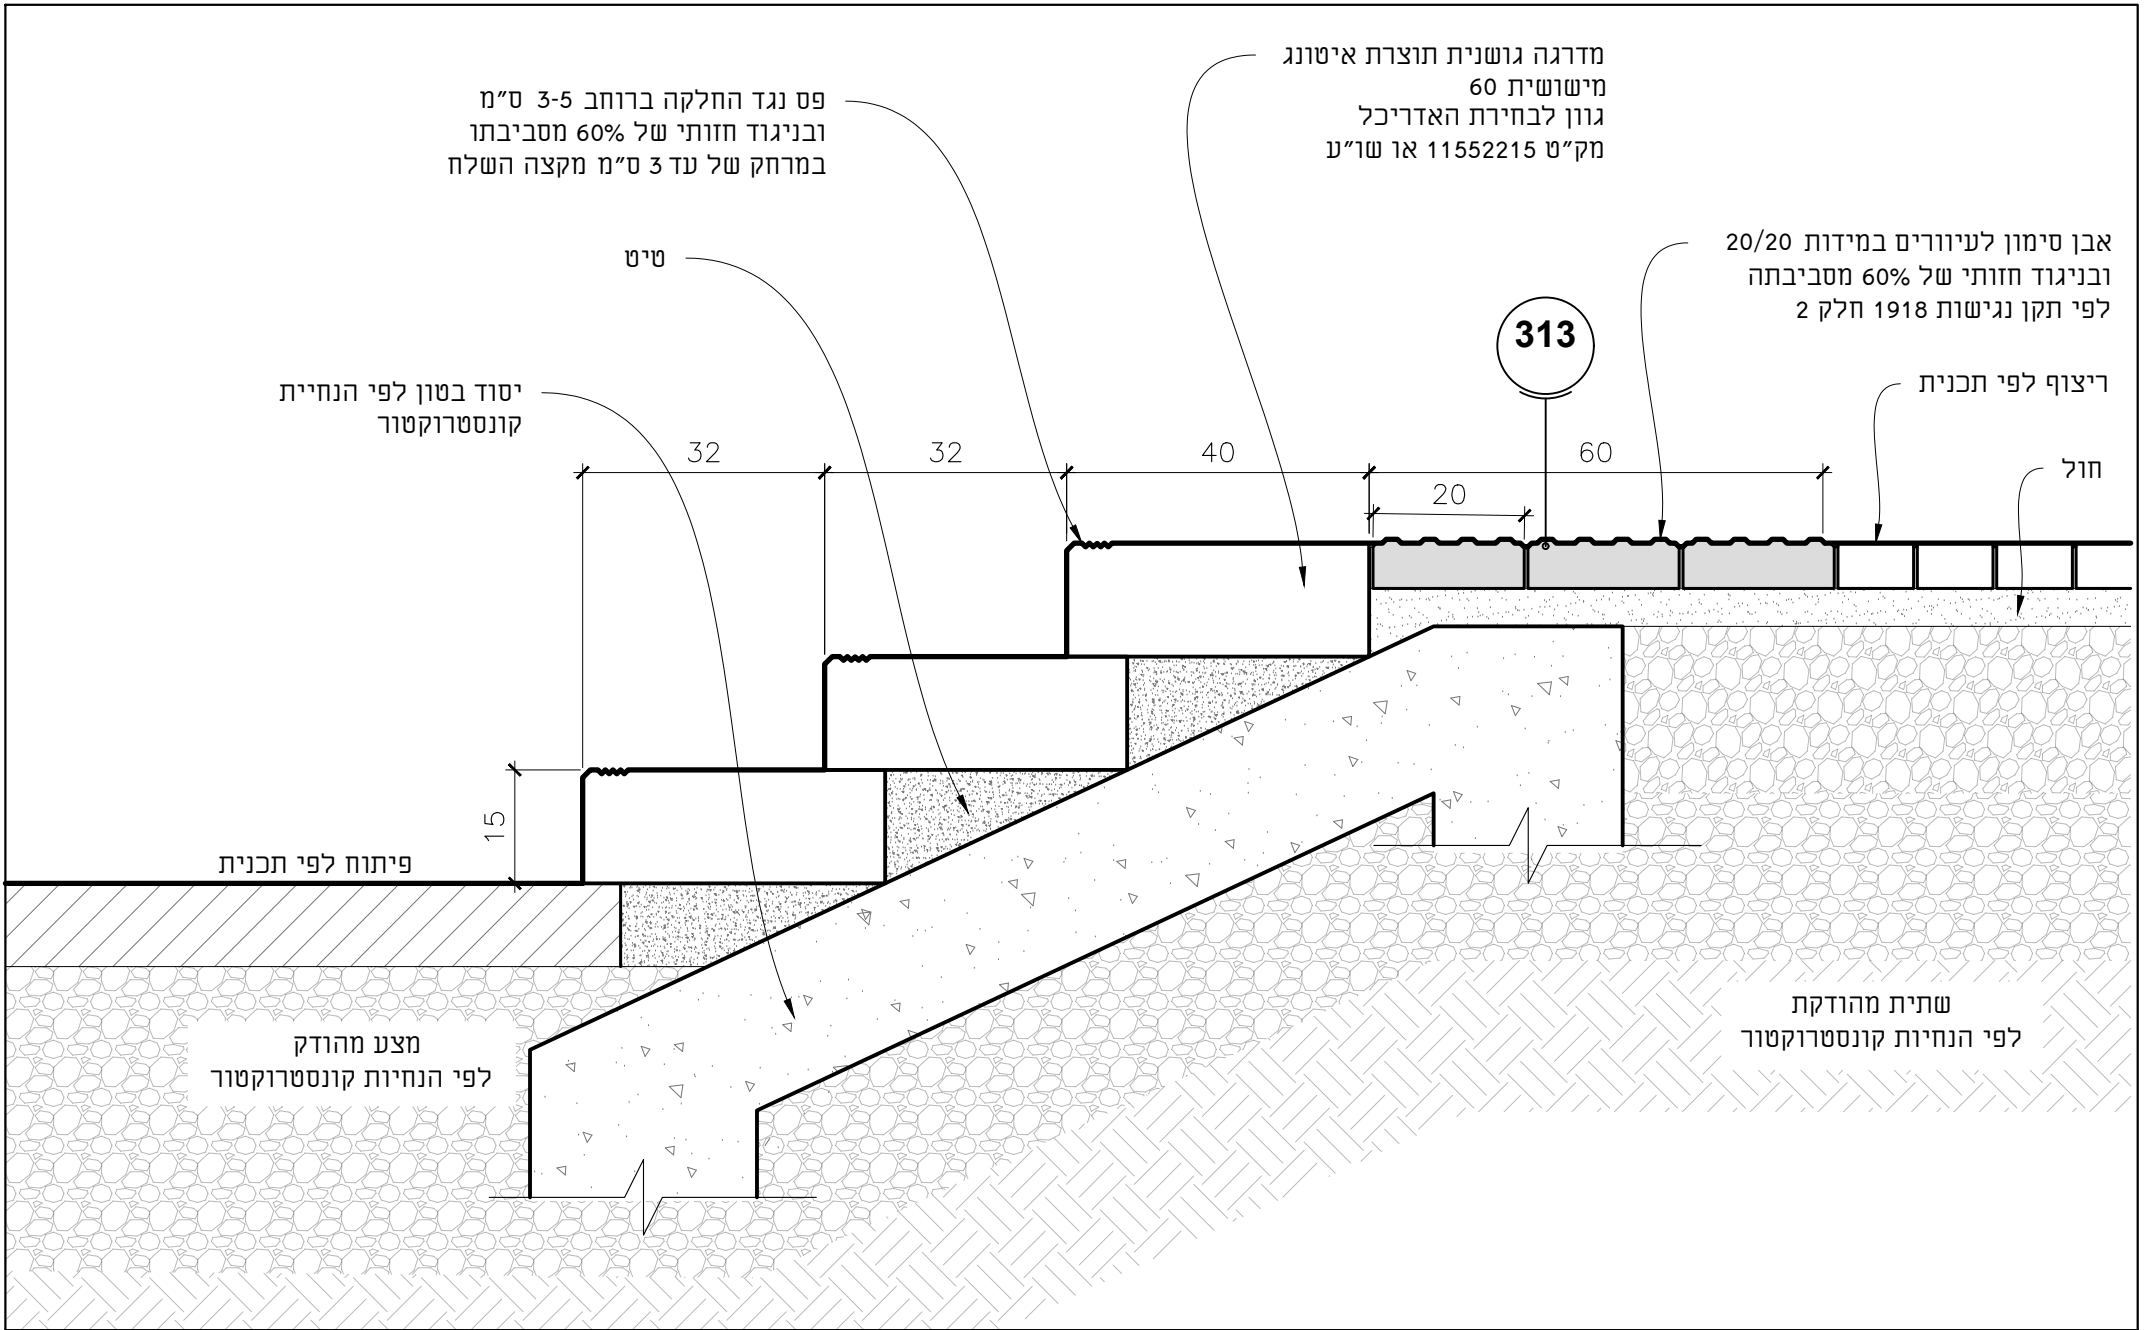 מדרגה גושנית תוצרת איטונג
מישושית 60
גוון לבחירת האדריכל
מק"ט 11552215 או שו"ע
פס נגד החלקה ברוחב 3-5 ס"מ
ובניגוד חזותי של 60% מסביבתו
במרחק של עד 3 ס"מ מקצה השלח
אבן סימון לעיוורים במידות 20/20
ובניגוד חזותי של 60% מסביבתה
לפי תקן נגישות 1918 חלק 2
טיט
313
ריצוף לפי תכנית
יסוד בטון לפי הנחיית
קונסטרוקטור
חול
60
40
32
32
20
15
פיתוח לפי תכנית
שתית מהודקת
לפי הנחיות קונסטרוקטור
מצע מהודק
לפי הנחיות קונסטרוקטור